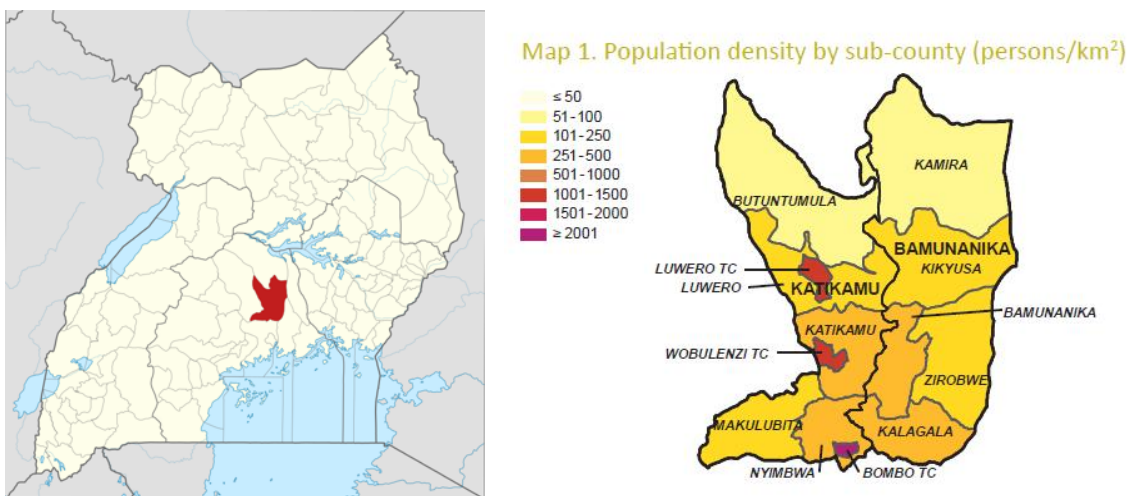 Map 1. Population density by sub-county (persons/km²)
≤ 50
51-100
101-250
251-500
501-1000
1001-1500
1501-2000
≥ 2001
KAMIRA
BUTUNTUMULA
BAMUNANIKA
KIKYUSA
LUWERO TC
LUWERO
KATIKAMU
BAMUNANIKA
KATIKAMU
WOBULENZI TC
ZIROBWE
MAKULUBITA
KALAGALA
NYIMBWA
BOMBO TC